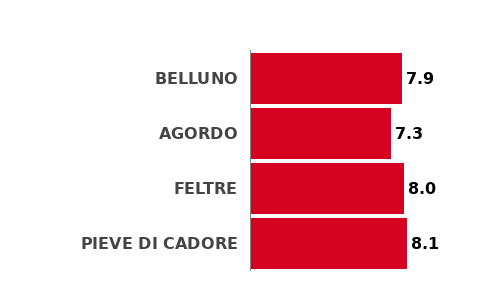 BELLUNO 7.9
AGORDO 7.3
FELTRE 8.0
PIEVE DI CADORE 8.1